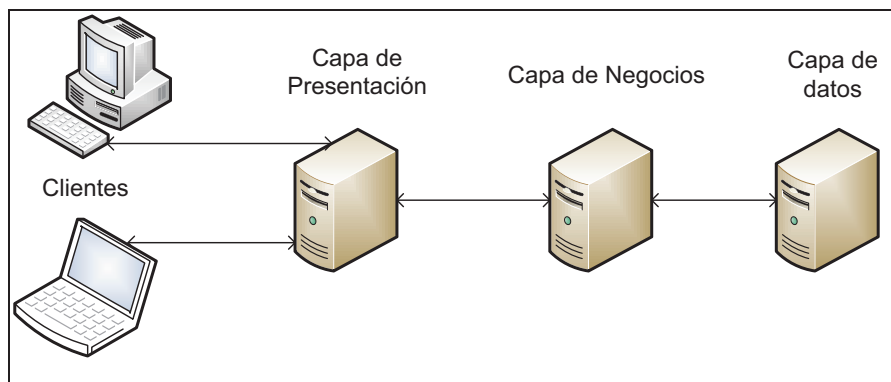 Capa de
Presentación
Capa de Negocios
Capa de
datos
Clientes